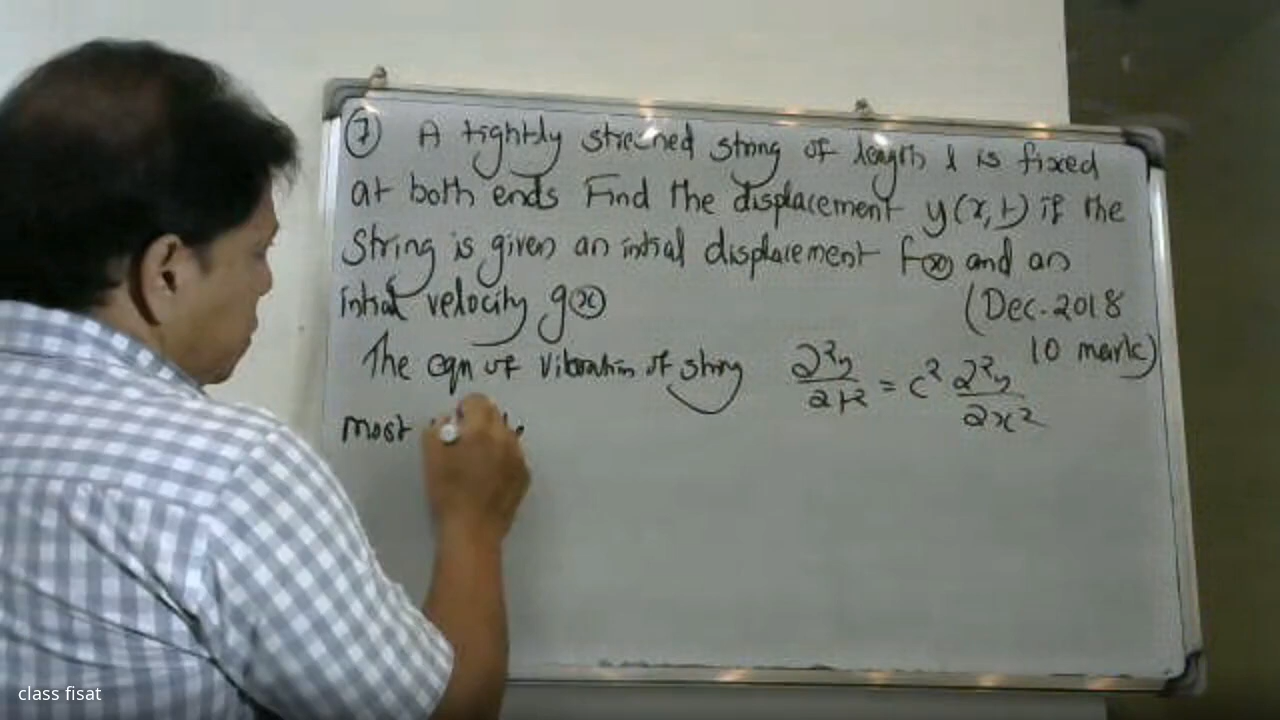 ⑦ A tightly streched string of length l is fixed
at both ends Find the displacement y(x,t) if the
string is given an initial displacement f(x) and an
initial velocity g(x)
(Dec.2018
10 mark)
The eqn of vibration of string ∂²y/∂t² = c² ∂²y/∂x²
most
class fisat